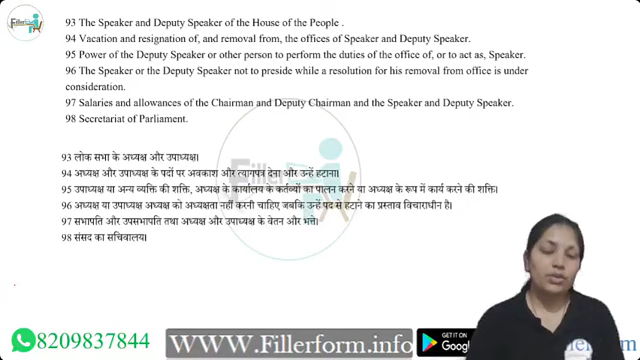 Fillerform
93 The Speaker and Deputy Speaker of the House of the People .
94 Vacation and resignation of, and removal from, the offices of Speaker and Deputy Speaker.
95 Power of the Deputy Speaker or other person to perform the duties of the office of, or to act as, Speaker.
96 The Speaker or the Deputy Speaker not to preside while a resolution for his removal from office is under
consideration.
97 Salaries and allowances of the Chairman and Deputy Chairman and the Speaker and Deputy Speaker.
98 Secretariat of Parliament.
93 लोक सभा के अध्यक्ष और उपाध्यक्ष।
94 अध्यक्ष और उपाध्यक्ष के पदों पर अवकाश और त्यागपत्र देना और उन्हें हटाना।
95 उपाध्यक्ष या अन्य व्यक्ति की शक्ति, अध्यक्ष के कार्यालय के कर्तव्यों का पालन करने या अध्यक्ष के रूप में कार्य करने की शक्ति।
96 अध्यक्ष या उपाध्यक्ष अध्यक्ष को अध्यक्षता नहीं करनी चाहिए जबकि उन्हें पद से हटाने का प्रस्ताव विचाराधीन है।
97 सभापति और उपसभापति तथा अध्यक्ष और उपाध्यक्ष के वेतन और भत्ते।
98 संसद का सचिवालय।
8209837844 WWW.Fillerform.info GET IT ON Goog